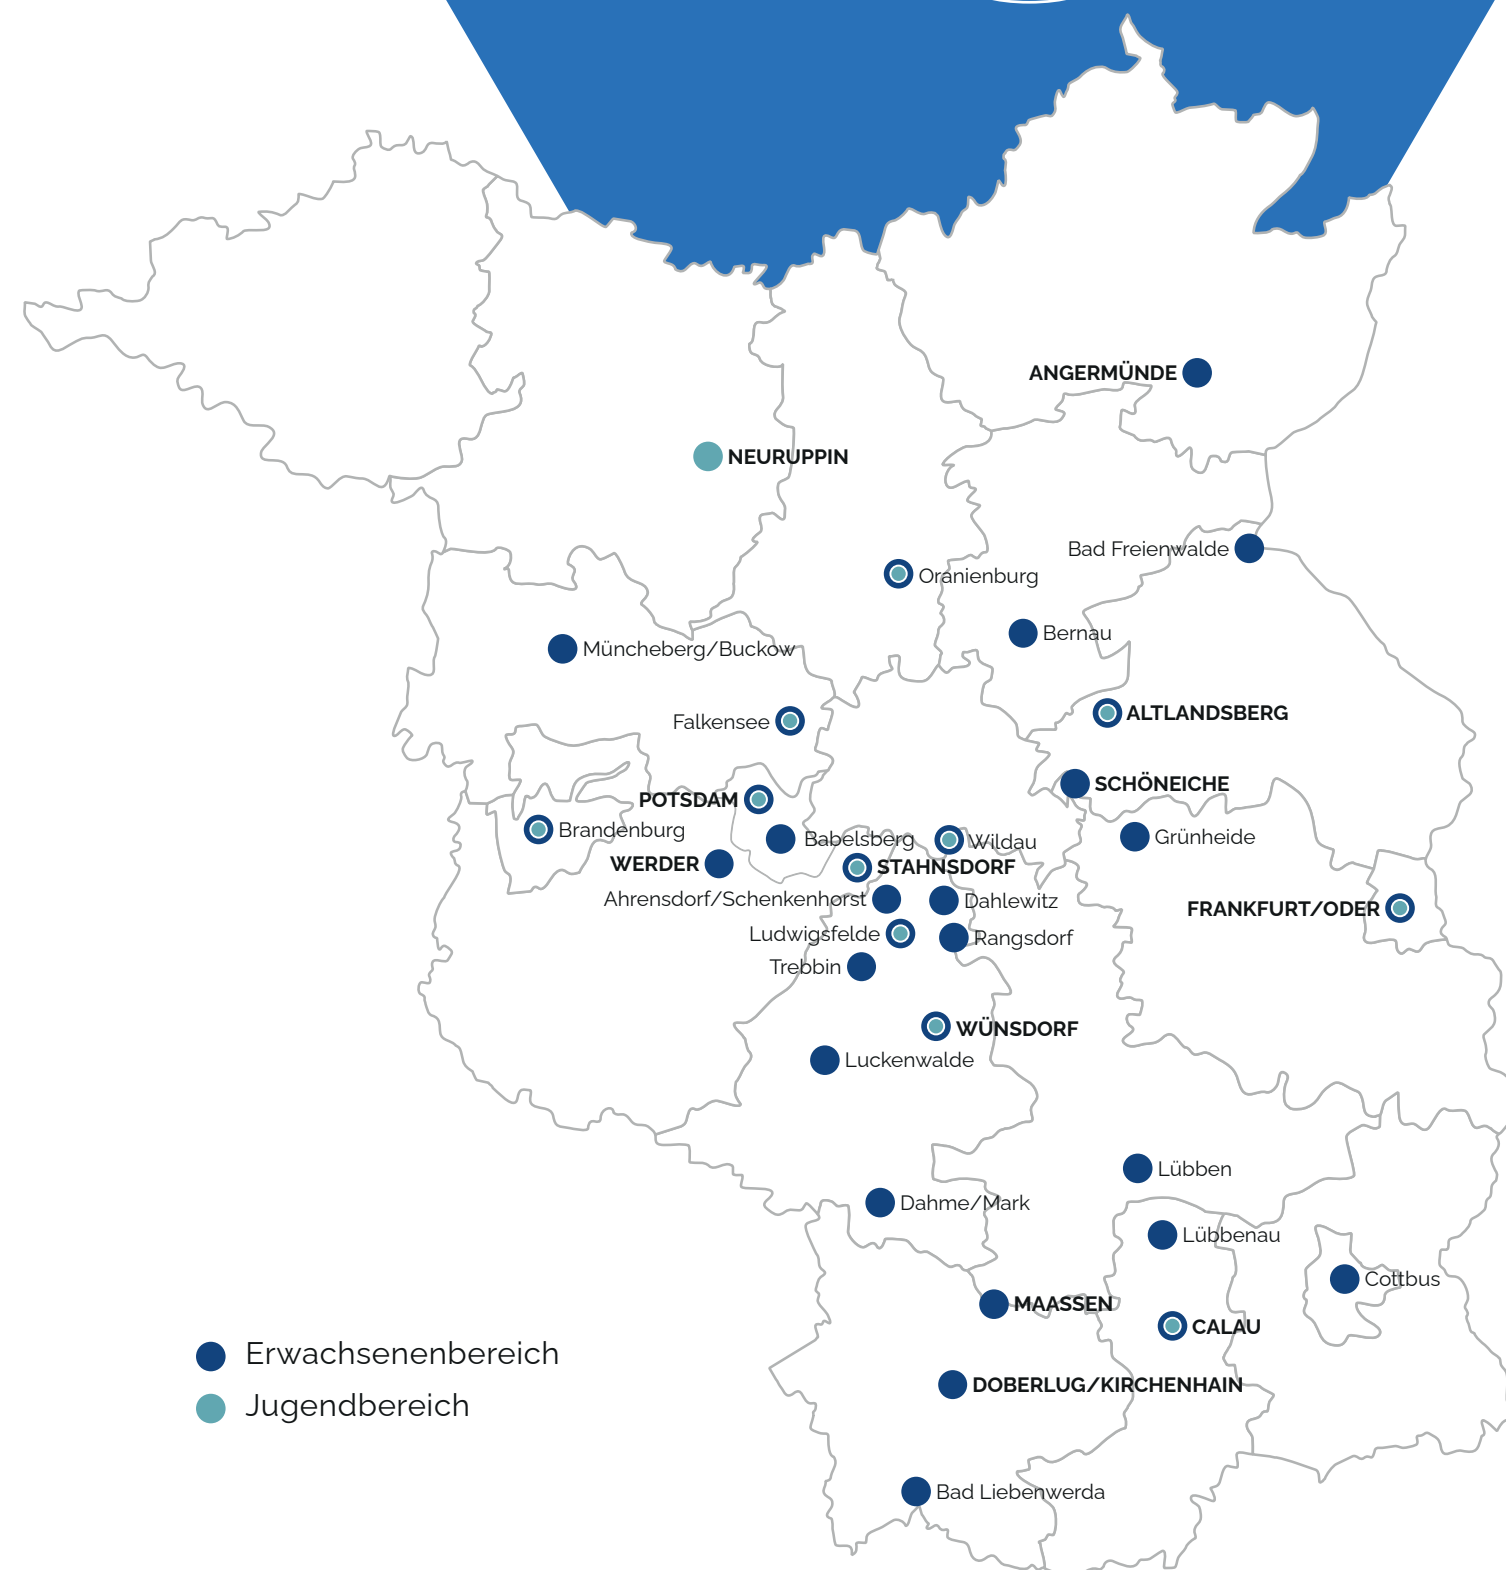 ANGERMÜNDE
NEURUPPIN
Bad Freienwalde
Oranienburg
Bernau
Müncheberg/Buckow
ALTLANDSBERG
Falkensee
SCHÖNEICHE
POTSDAM
Brandenburg
Babelsberg
Wildau
Grünheide
WERDER
STAHNSDORF
Ahrensdorf/Schenkenhorst
Dahlewitz
FRANKFURT/ODER
Ludwigsfelde
Rangsdorf
Trebbin
WÜNSDORF
Luckenwalde
Lübben
Dahme/Mark
Lübbenau
Cottbus
MAASSEN
CALAU
Erwachsenenbereich
DOBERLUG/KIRCHENHAIN
Jugendbereich
Bad Liebenwerda